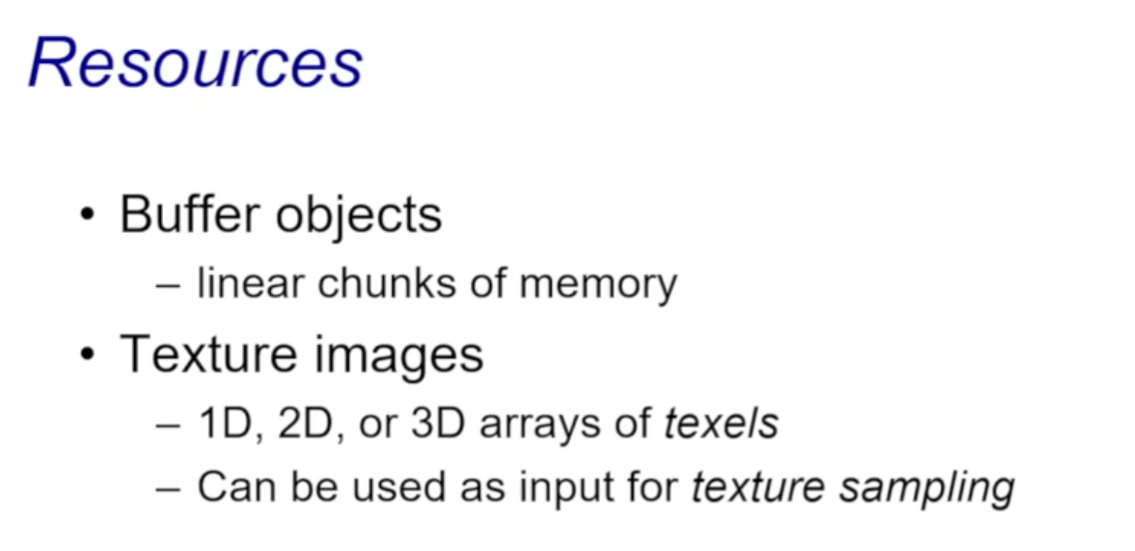 Resources
• Buffer objects
– linear chunks of memory
• Texture images
– 1D, 2D, or 3D arrays of texels
– Can be used as input for texture sampling